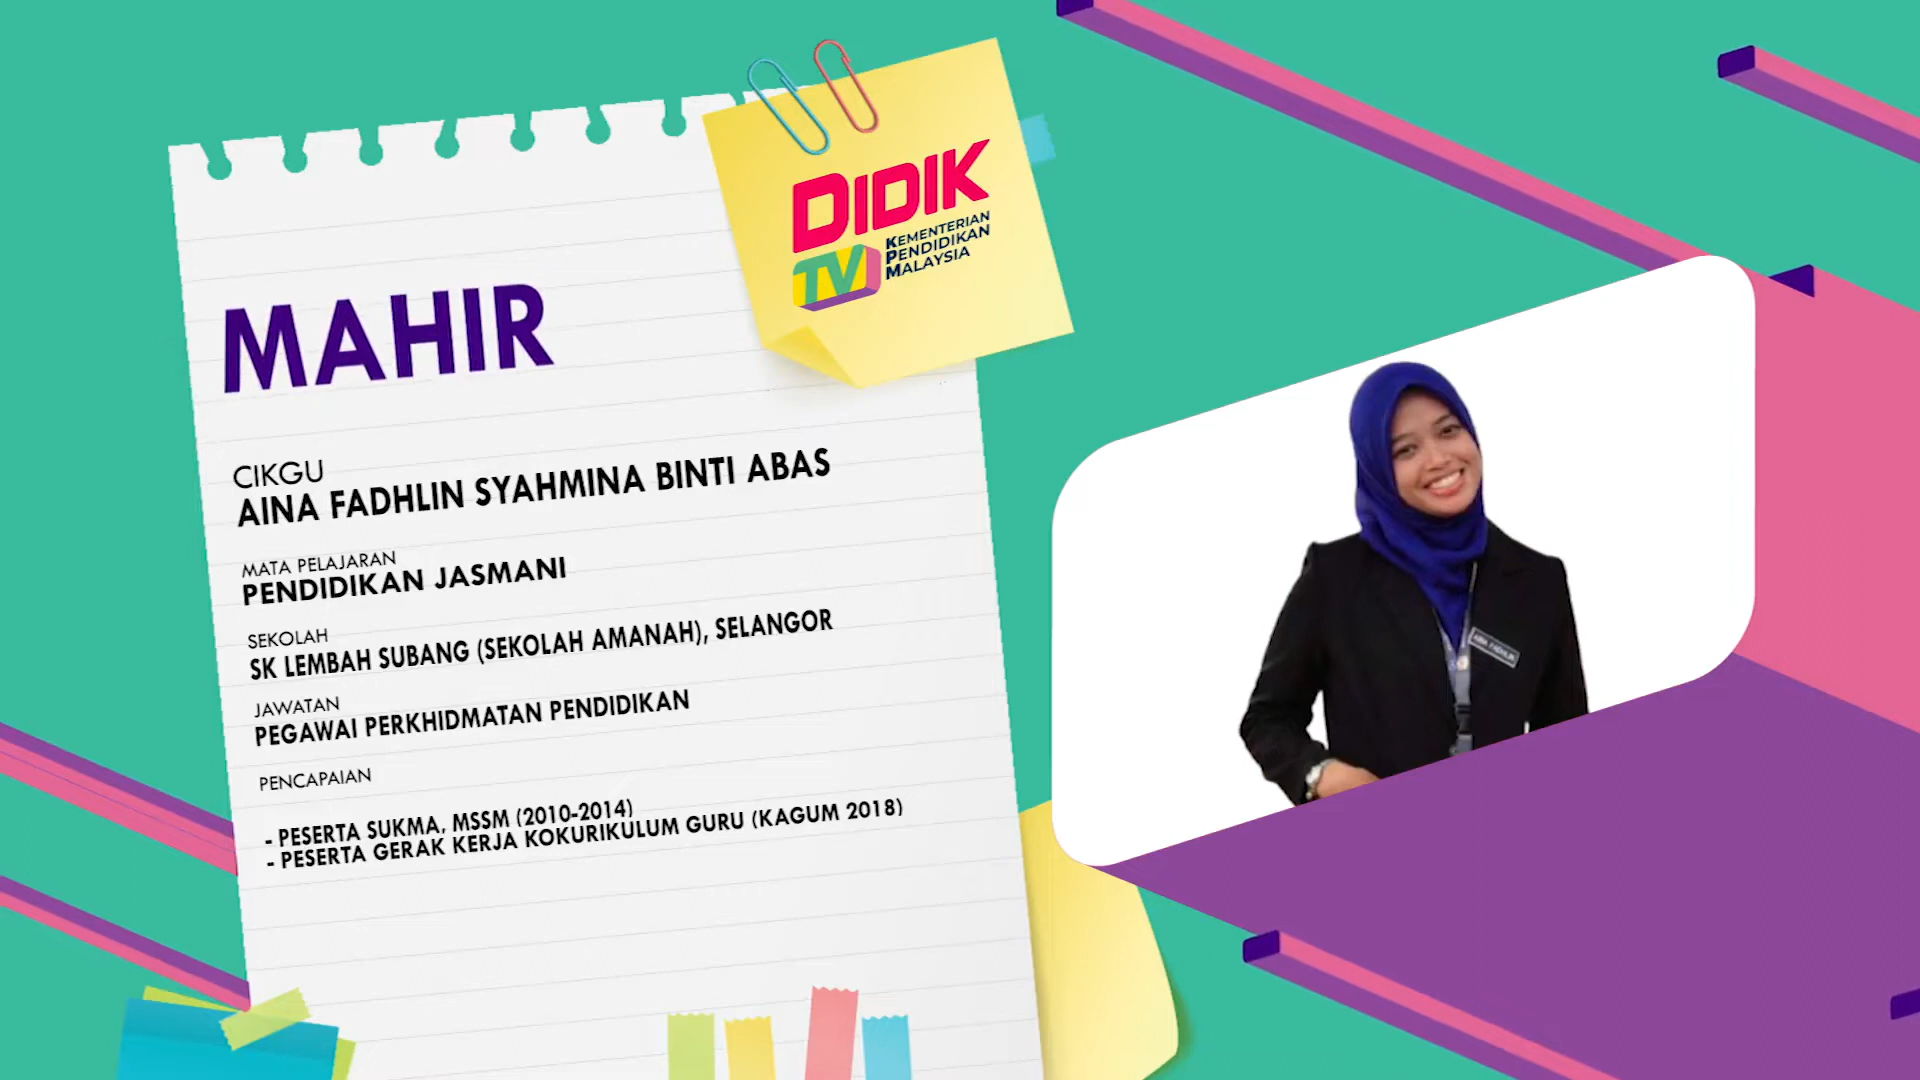 DIDIK
TV
KEMENTERIAN
PENDIDIKAN
MALAYSIA
MAHIR
CIKGU
AINA FADHLIN SYAHMINA BINTI ABAS
MATA PELAJARAN
PENDIDIKAN JASMANI
SEKOLAH
SK LEMBAH SUBANG (SEKOLAH AMANAH), SELANGOR
JAWATAN
PEGAWAI PERKHIDMATAN PENDIDIKAN
PENCAPAIAN
- PESERTA SUKMA, MSSM (2010-2014)
- PESERTA GERAK KERJA KOKURIKULUM GURU (KAGUM 2018)
AINA FADHLIN